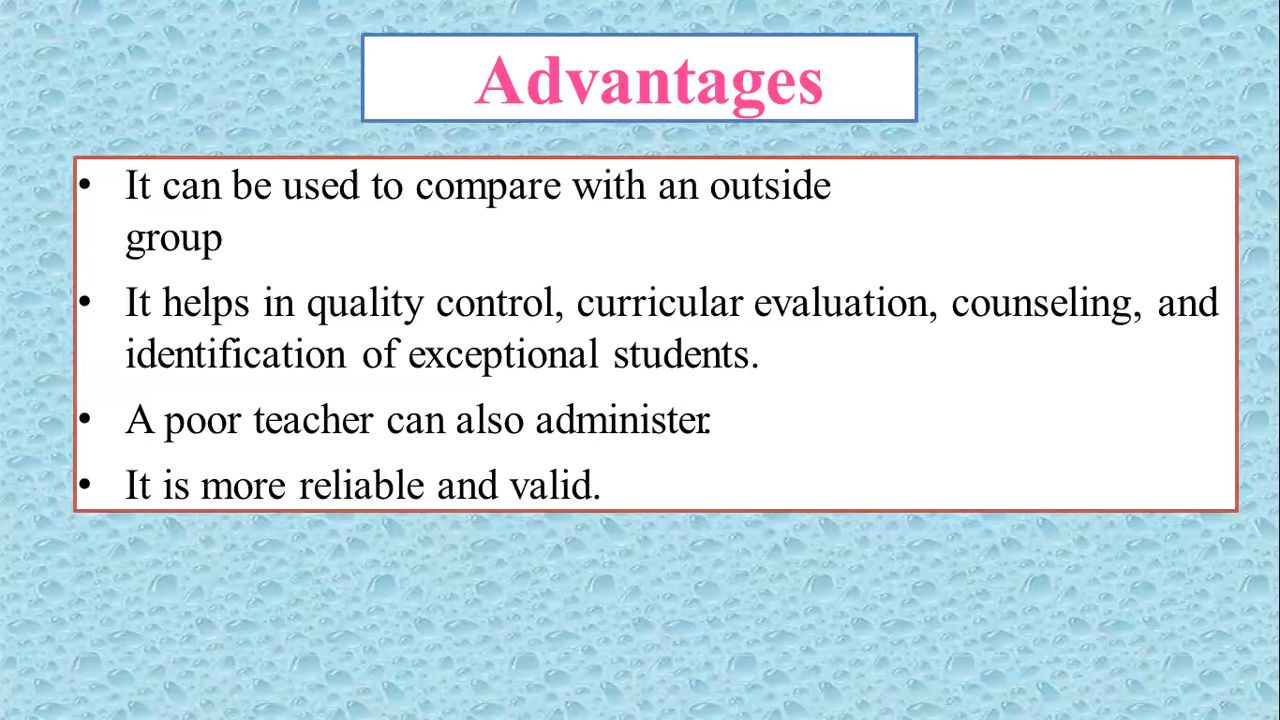 Advantages
• It can be used to compare with an outside
group
• It helps in quality control, curricular evaluation, counseling, and
identification of exceptional students.
• A poor teacher can also administer.
• It is more reliable and valid.